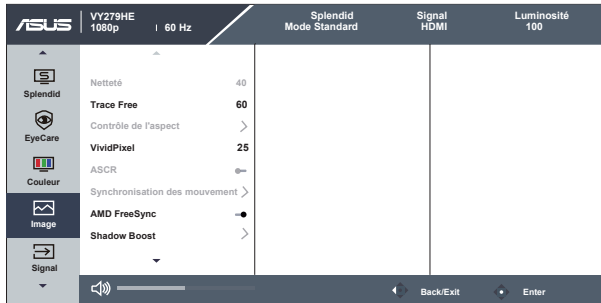 ASUS
VY279HE
1080p I 60 Hz
Splendid
Mode Standard
Signal
HDMI
Luminosité
100
Splendid
EyeCare
Couleur
Image
Signal
Netteté 40
Trace Free 60
Contrôle de l'aspect
VividPixel 25
ASCR
Synchronisation des mouvement
AMD FreeSync
Shadow Boost
Back/Exit
Enter